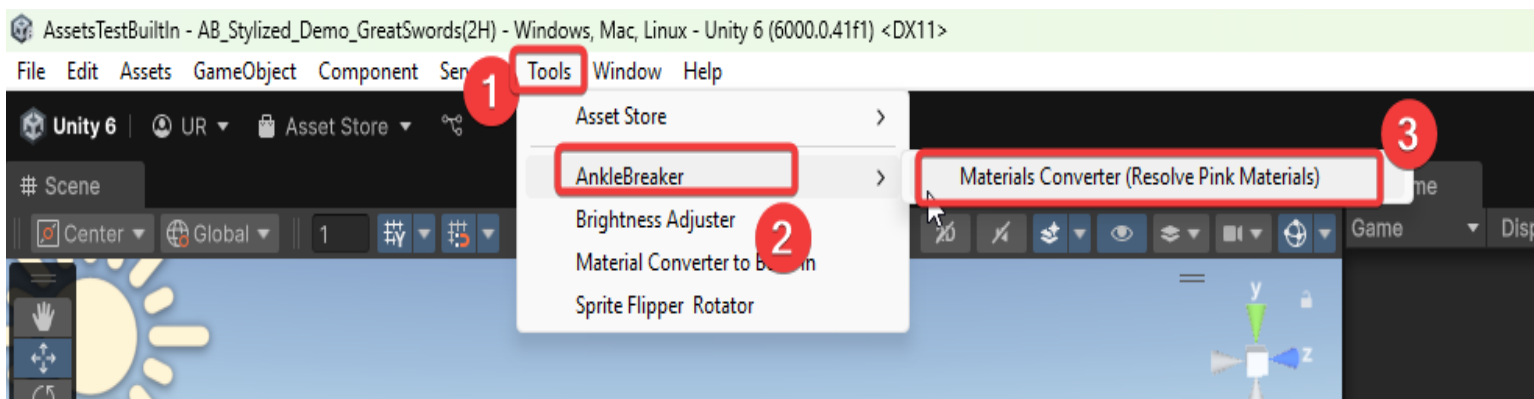 AssetsTestBuiltIn - AB_Stylized_Demo_GreatSwords(2H) - Windows, Mac, Linux - Unity 6 (6000.0.41f1) <DX11>
File Edit Assets GameObject Component Tools Window Help
1
Unity 6 UR Asset Store
Asset Store
3
# Scene
AnkleBreaker
Materials Converter (Resolve Pink Materials)
Center Global 1
Brightness Adjuster
2
2D
Game
Material Converter to
Sprite Flipper Rotator
y
z